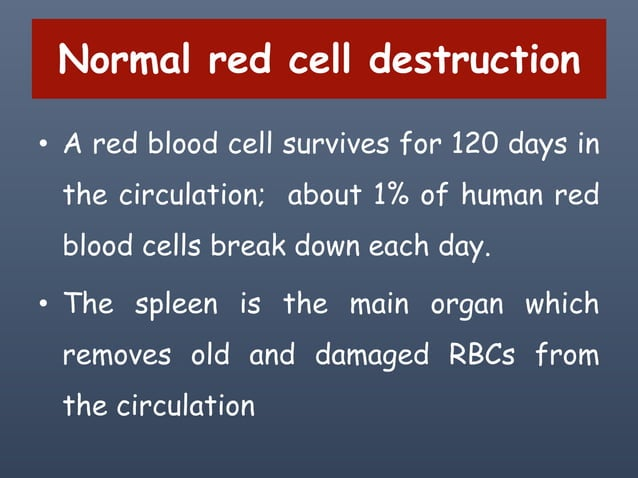 Normal red cell destruction
• A red blood cell survives for 120 days in
the circulation; about 1% of human red
blood cells break down each day.
• The spleen is the main organ which
removes old and damaged RBCs from
the circulation